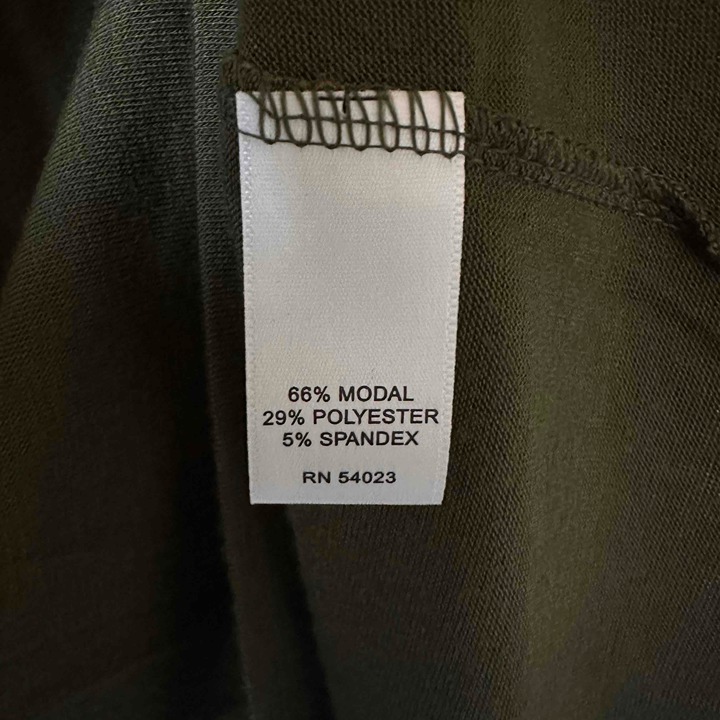 66% MODAL
29% POLYESTER
5% SPANDEX
RN 54023